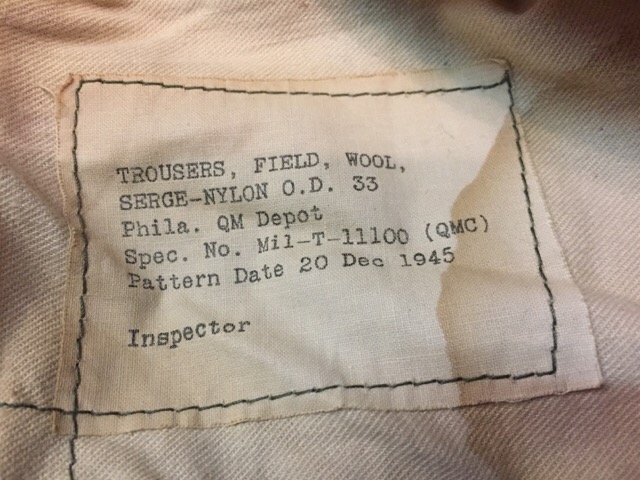 TROUSERS, FIELD, WOOL,
SERGE-NYLON O.D. 33
Phila. QM Depot
Spec. No. Mil-T-11100 (QMC)
Pattern Date 20 Dec 1945
Inspector